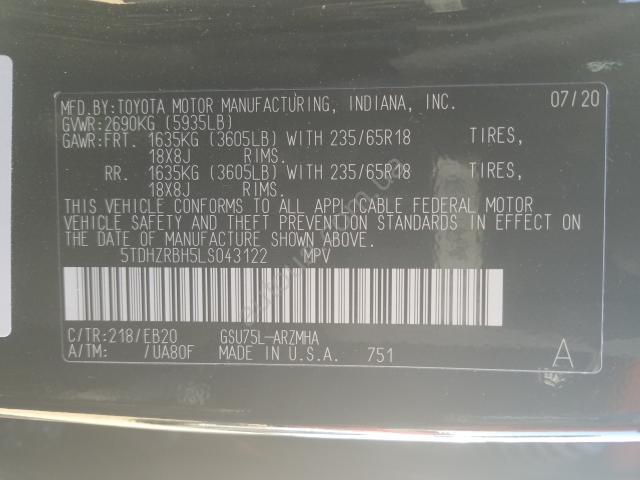 MFD.BY:TOYOTA MOTOR MANUFACTURING, INDIANA, INC. 07/20
GVWR:2690KG (5935LB)
GAWR:FRT. 1635KG (3605LB) WITH 235/65R18 TIRES,
18X8J RIMS.
RR. 1635KG (3605LB) WITH 235/65R18 TIRES,
18X8J RIMS.
THIS VEHICLE CONFORMS TO ALL APPLICABLE FEDERAL MOTOR
VEHICLE SAFETY AND THEFT PREVENTION STANDARDS IN EFFECT ON
THE DATE OF MANUFACTURE SHOWN ABOVE.
5TDHZRBH5LS043122 MPV
C/TR:218/EB20 GSU75L-ARZMHA
A/TM: /UA80F MADE IN U.S.A. 751 A